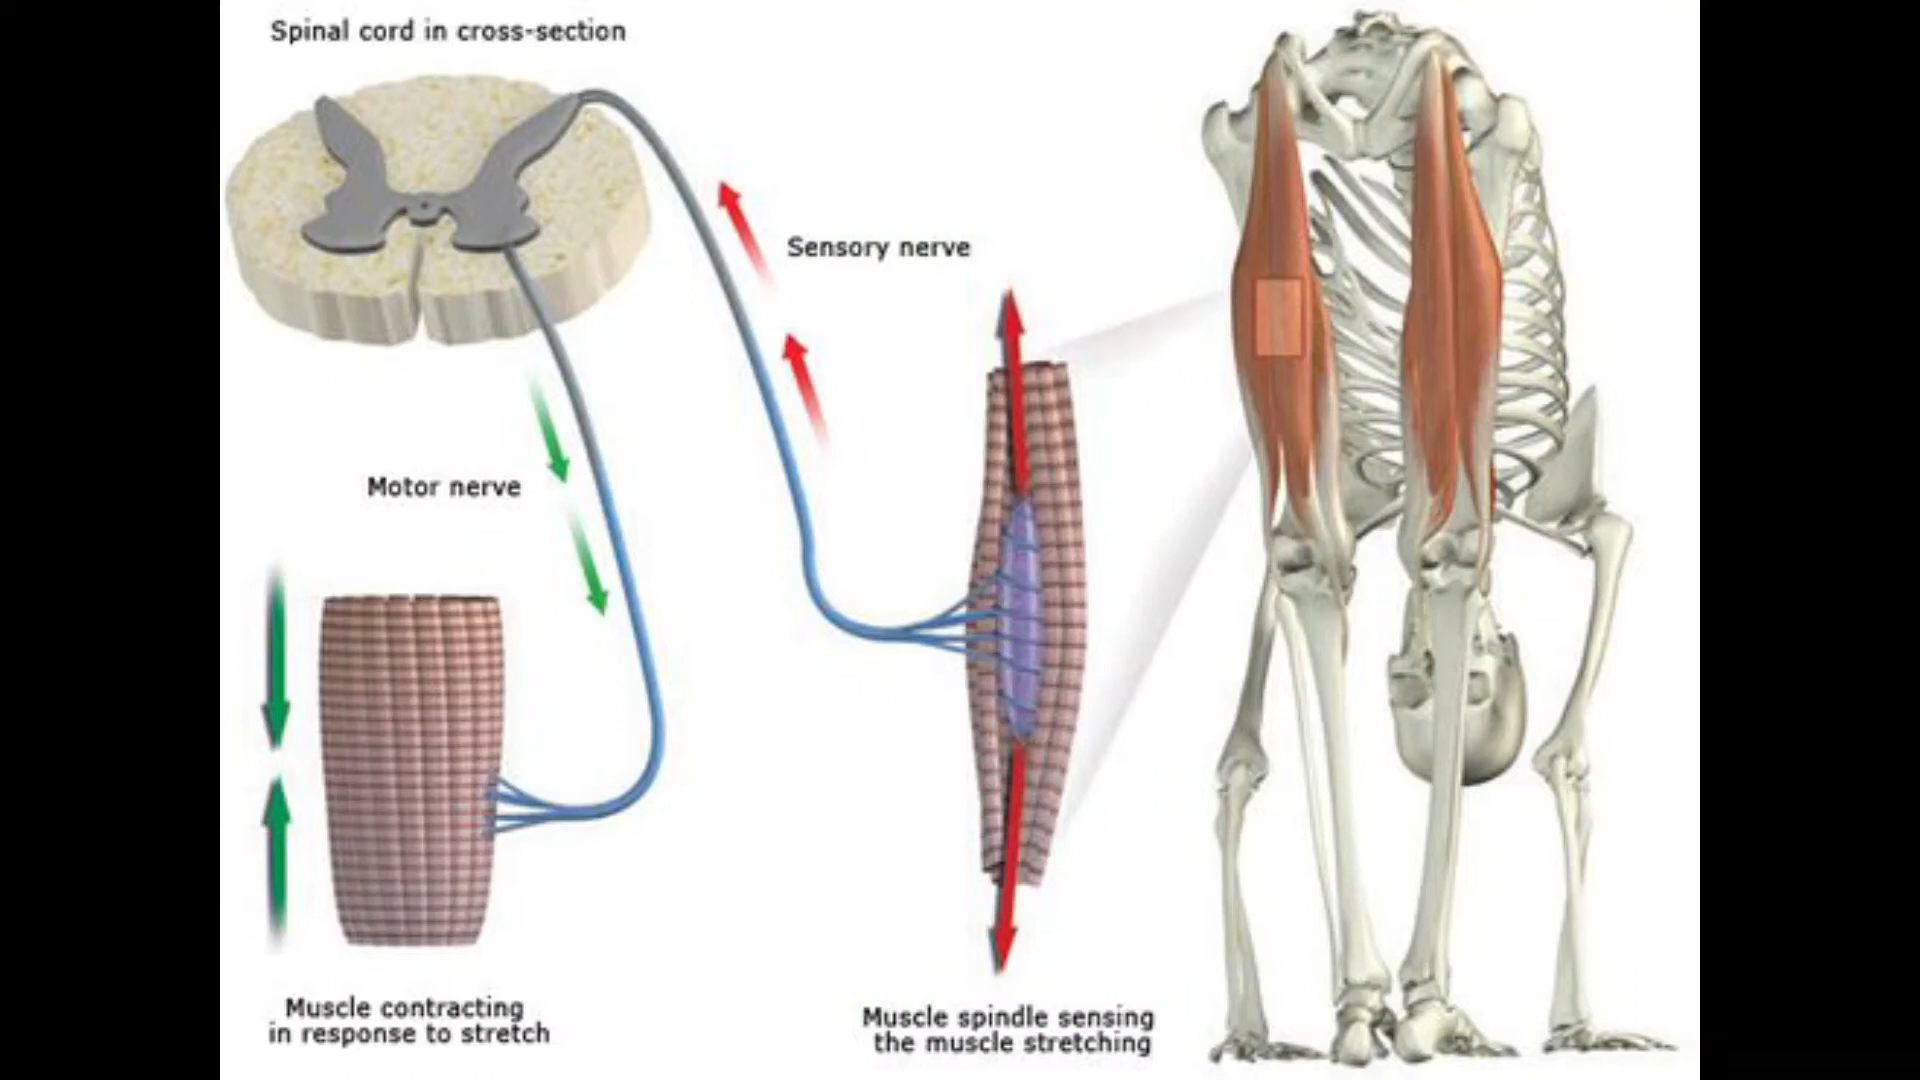 Spinal cord in cross-section
Sensory nerve
Motor nerve
Muscle contracting
in response to stretch
Muscle spindle sensing
the muscle stretching